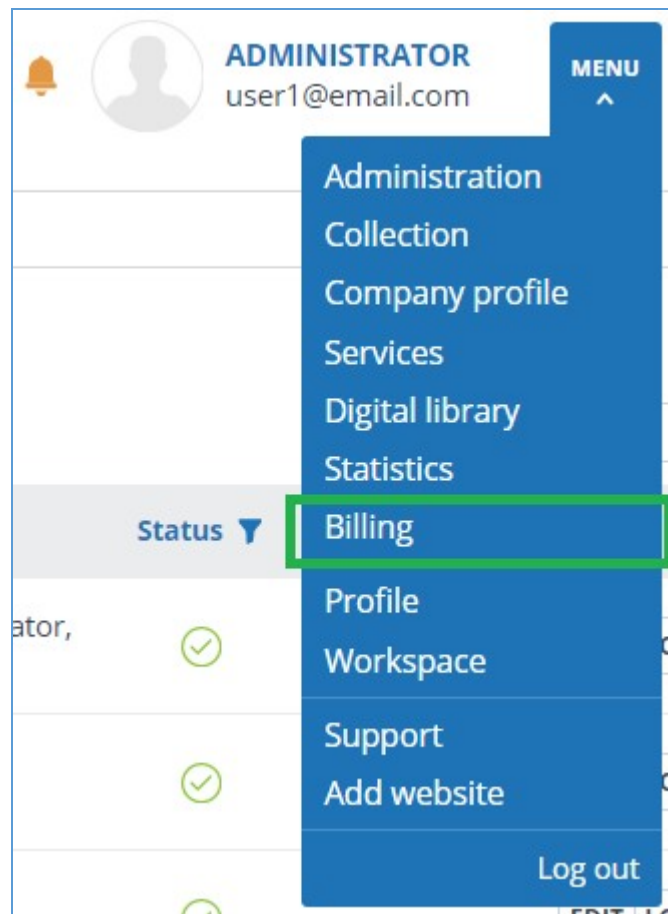 ADMINISTRATOR
user1@email.com
MENU
Administration
Collection
Company profile
Services
Digital library
Statistics
Status
Billing
Profile
ator,
Workspace
Support
Add website
Log out
EDIT